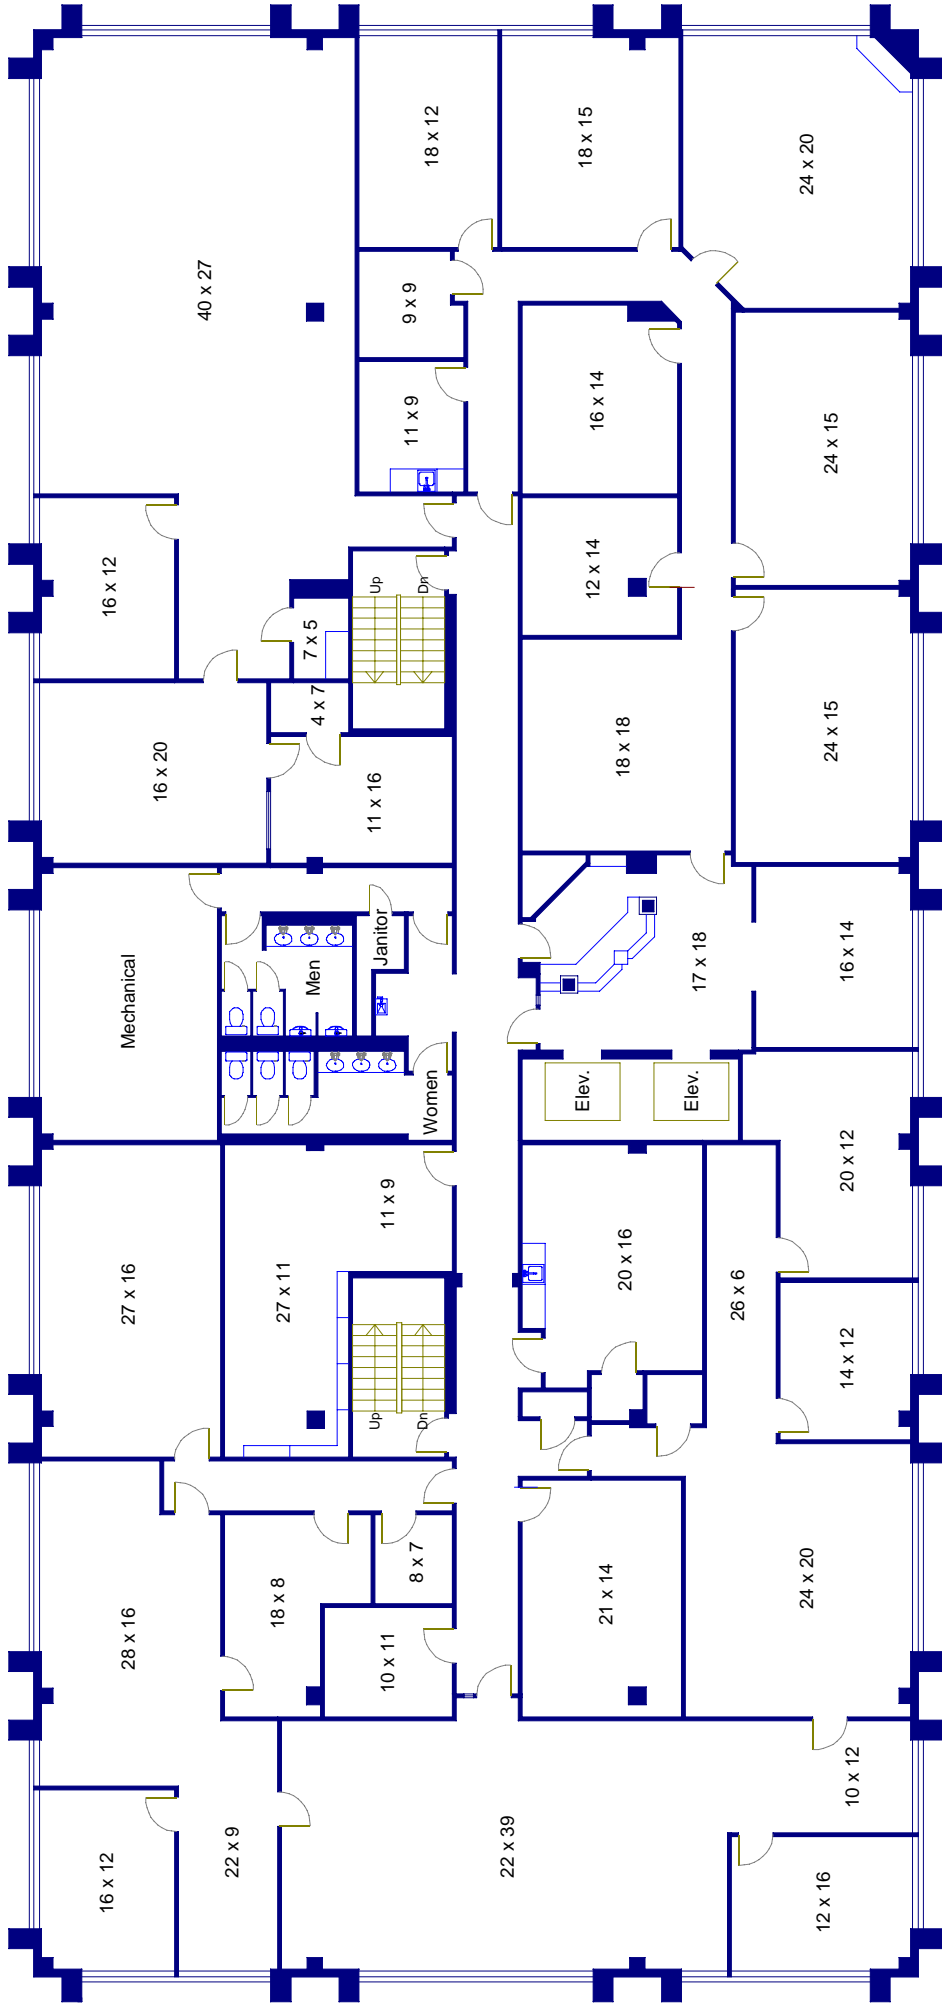 40 x 27
18 x 12
18 x 15
24 x 20
9 x 9
11 x 9
16 x 14
24 x 15
16 x 12
12 x 14
Up
Dn
7 x 5
4 x 7
16 x 20
11 x 16
18 x 18
24 x 15
Mechanical
Men
Janitor
Women
17 x 18
16 x 14
Elev.
Elev.
27 x 16
27 x 11
11 x 9
20 x 16
26 x 6
20 x 12
14 x 12
Up
Dn
28 x 16
18 x 8
8 x 7
10 x 11
21 x 14
24 x 20
16 x 12
22 x 9
22 x 39
10 x 12
12 x 16